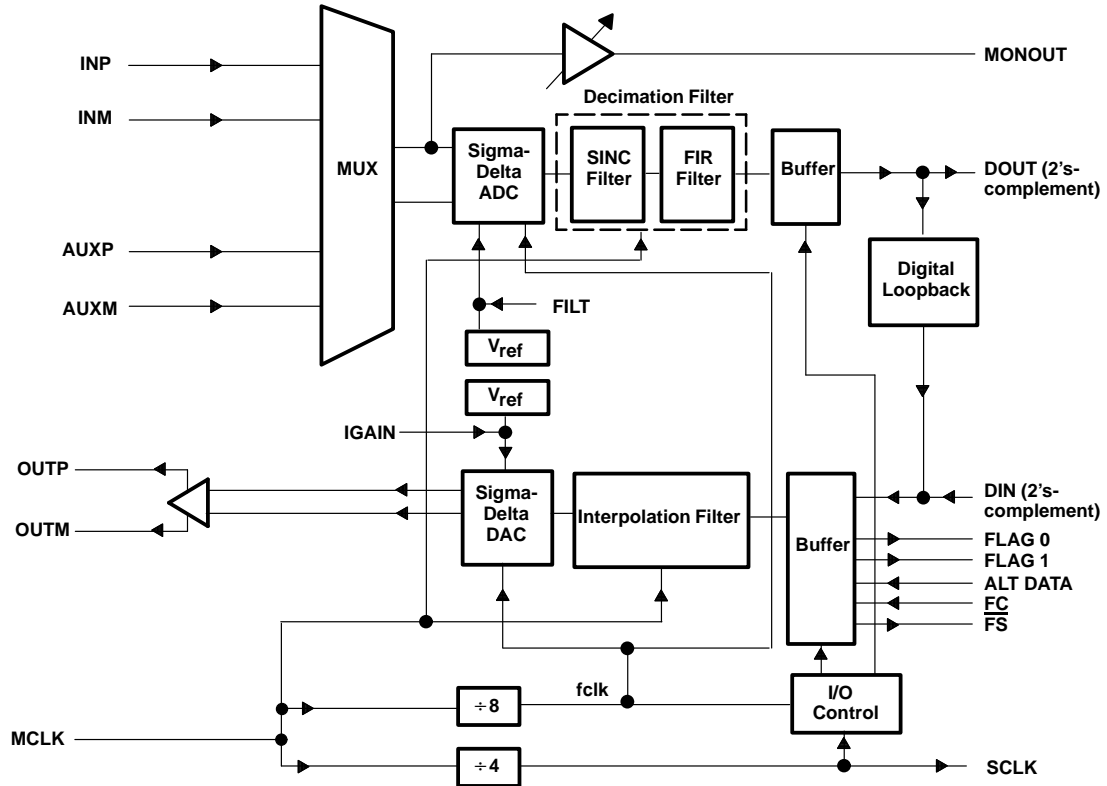 INP
INM
AUXP
AUXM
MUX
MONOUT
Decimation Filter
Sigma-
Delta
ADC
SINC
Filter
FIR
Filter
Buffer
DOUT (2's-
complement)
Digital
Loopback
FILT
Vref
Vref
IGAIN
OUTP
OUTM
Sigma-
Delta
DAC
Interpolation Filter
Buffer
DIN (2's-
complement)
FLAG 0
FLAG 1
ALT DATA
FC
FS
fclk
÷8
I/O
Control
MCLK
÷4
SCLK